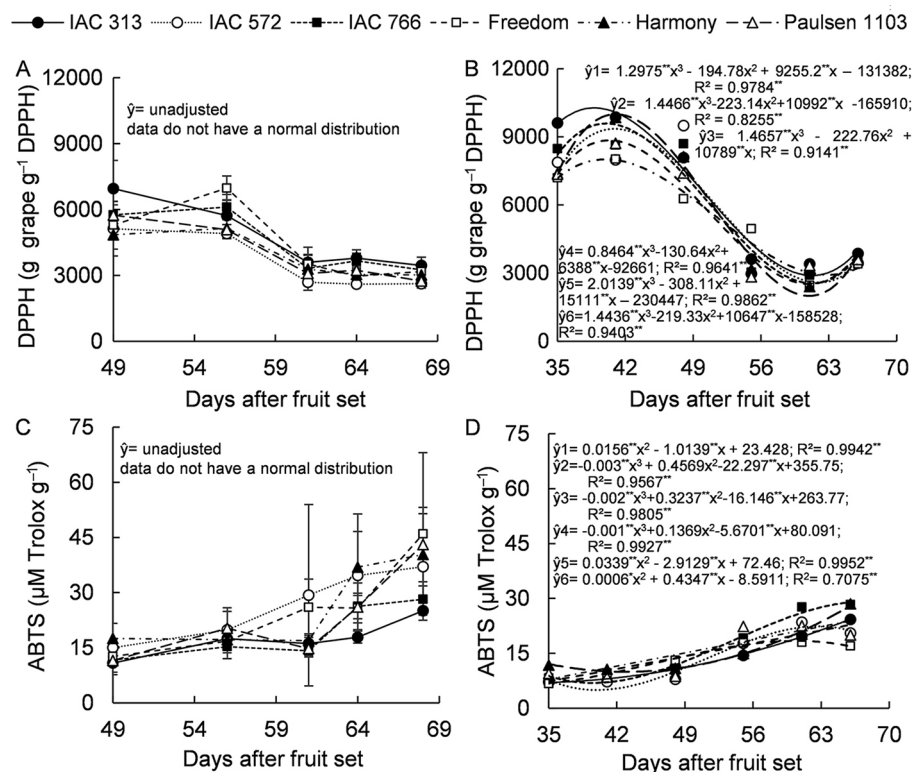 IAC 313 IAC 572 IAC 766 Freedom Harmony Paulsen 1103
A
DPPH (g grape g⁻¹ DPPH)
12000
9000
6000
3000
0
ŷ= unadjusted
data do not have a normal distribution
49 54 59 64 69
Days after fruit set
B
DPPH (g grape g⁻¹ DPPH)
12000
9000
6000
3000
0
ŷ1= 1.2975**x³ - 194.78x² + 9255.2**x – 131382;
R² = 0.9784**
ŷ2= 1.4466**x³-223.14x²+10992**x -165910;
R² = 0.8255**
ŷ3= 1.4657**x³ - 222.76x² +
10789**x; R² = 0.9141**
ŷ4= 0.8464**x³-130.64x²+
6388**x-92661; R² = 0.9641**
ŷ5= 2.0139**x³ - 308.11x² +
15111**x – 230447; R² = 0.9862**
ŷ6=1.4436**x³-219.33x²+10647**x-158528;
R²= 0.9403**
35 42 49 56 63 70
Days after fruit set
C
ABTS (µM Trolox g⁻¹)
75
60
45
30
15
0
ŷ= unadjusted
data do not have a normal distribution
49 54 59 64 69
Days after fruit set
D
ABTS (µM Trolox g⁻¹)
75
60
45
30
15
0
ŷ1= 0.0156**x² - 1.0139**x + 23.428; R²= 0.9942**
ŷ2=-0.003**x³+ 0.4569x²-22.297**x+355.75;
R²= 0.9567**
ŷ3=-0.002**x³+0.3237**x²-16.146**x+263.77;
R²= 0.9805**
ŷ4=-0.001**x³+0.1369x²-5.6701**x+80.091;
R²= 0.9927**
ŷ5= 0.0339**x² - 2.9129**x + 72.46; R²= 0.9952**
ŷ6= 0.0006*x² + 0.4347**x - 8.5911; R²= 0.7075**
35 42 49 56 63 70
Days after fruit set